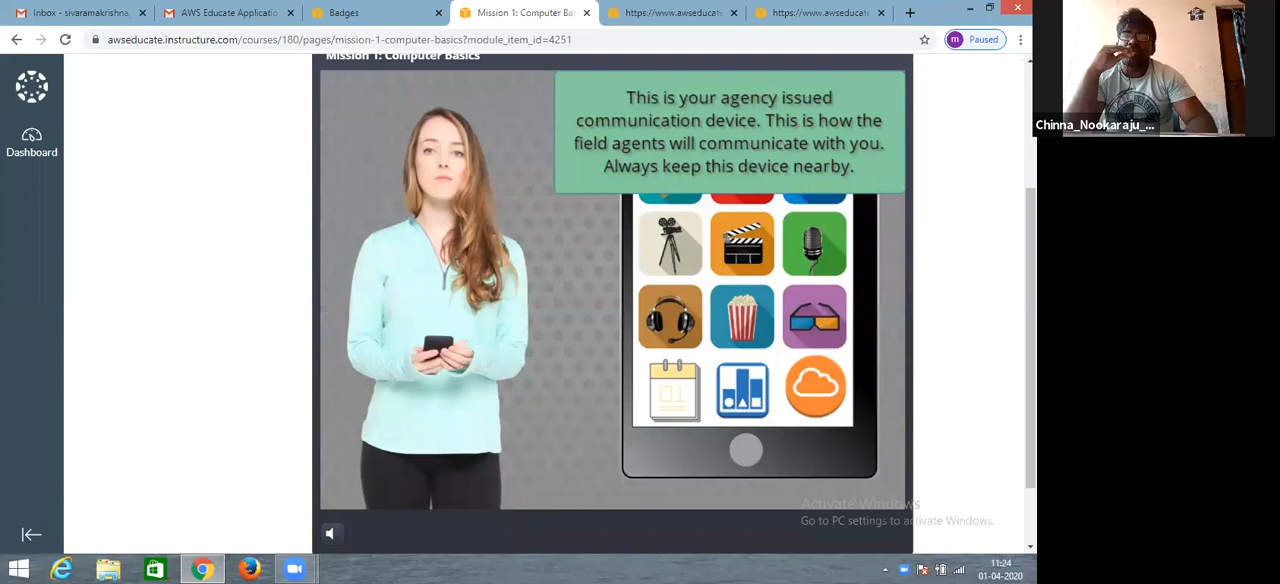 Inbox - sivaramakrishna
AWS Educate Applicatio
Badges
Mission 1: Computer Bas
https://www.awseducate
https://www.awseducate
awseducate.instructure.com/courses/180/pages/mission-1-computer-basics?module_item_id=4251
m
Paused
Mission 1: Computer Basics
Dashboard
This is your agency issued
communication device. This is how the
field agents will communicate with you.
Always keep this device nearby.
01
Chinna_Nookaraju_...
Activate Windows
Go to PC settings to activate Windows.
11:24
01-04-2020